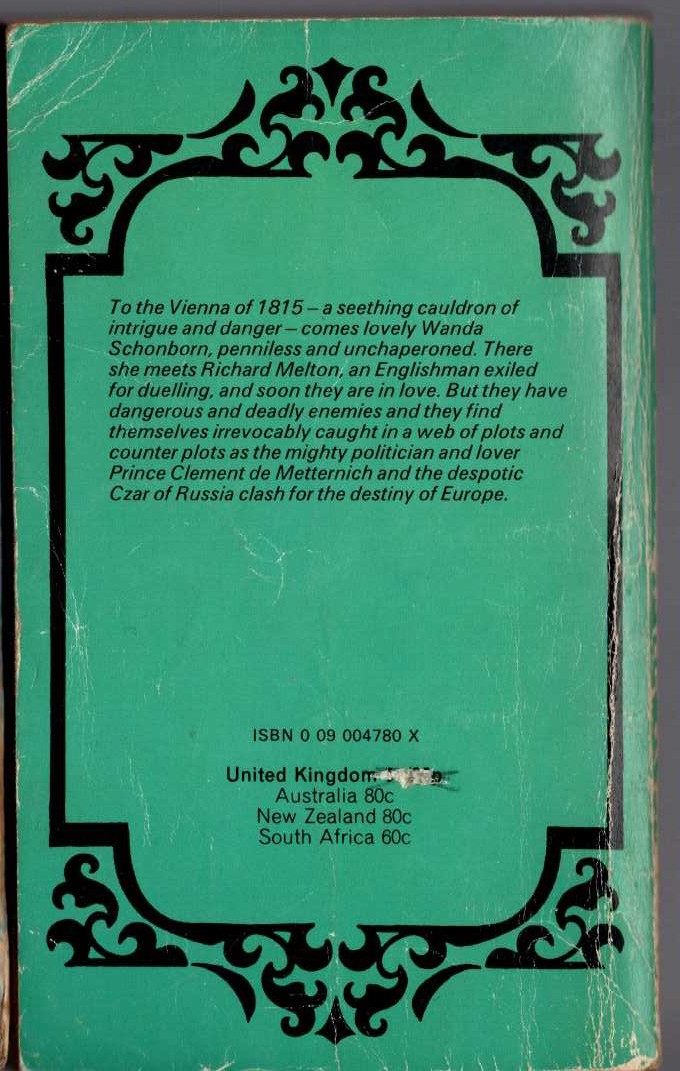 To the Vienna of 1815 – a seething cauldron of
intrigue and danger – comes lovely Wanda
Schonborn, penniless and unchaperoned. There
she meets Richard Melton, an Englishman exiled
for duelling, and soon they are in love. But they have
dangerous and deadly enemies and they find
themselves irrevocably caught in a web of plots and
counter plots as the mighty politician and lover
Prince Clement de Metternich and the despotic
Czar of Russia clash for the destiny of Europe.
ISBN 0 09 004780 X
United Kingdom
Australia 80c
New Zealand 80c
South Africa 60c